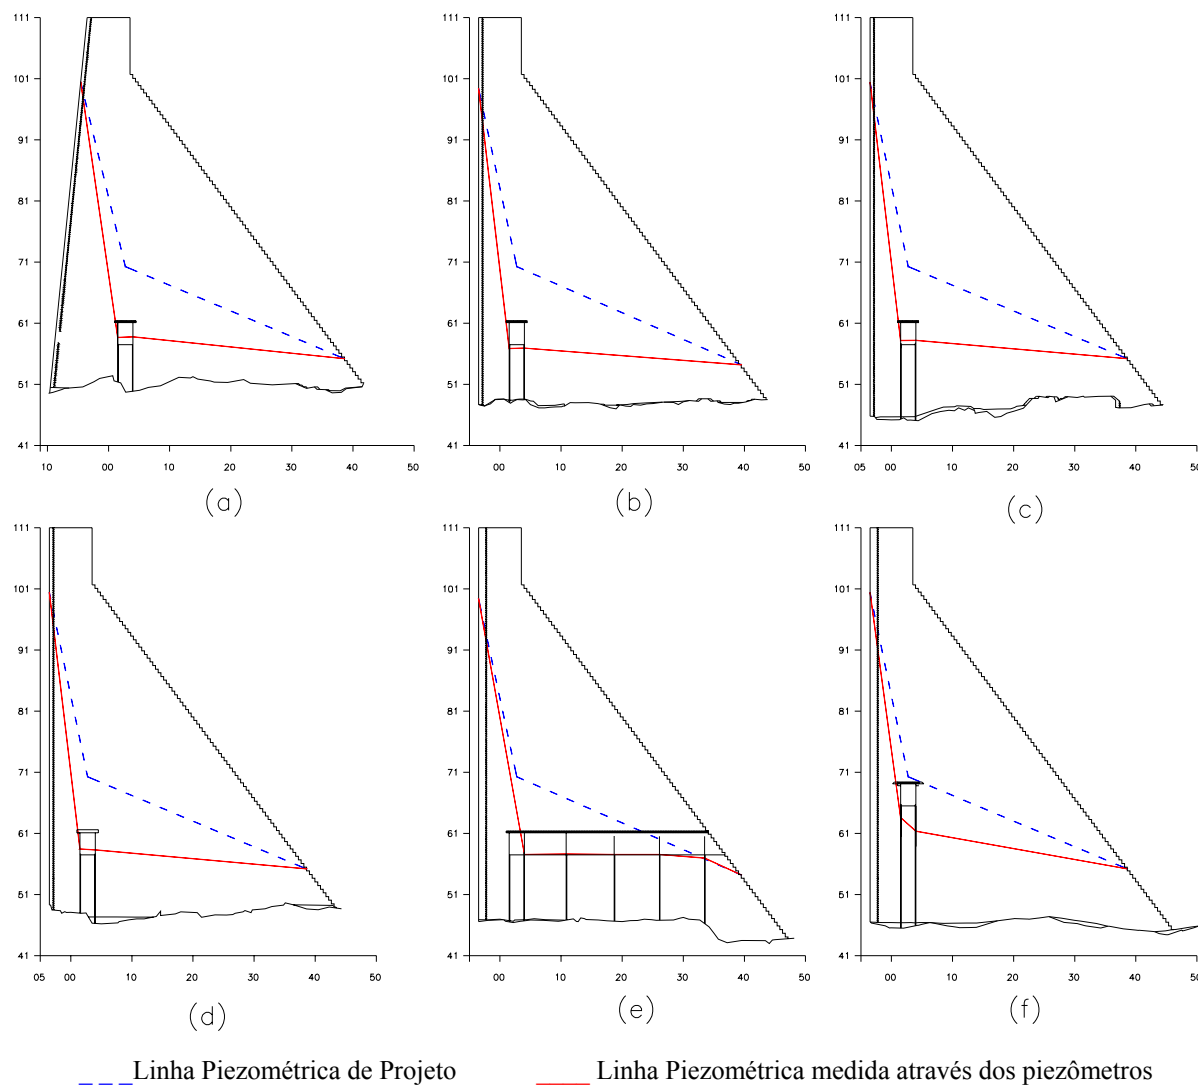 111 111 111
101 101 101
91 91 91
81 81 81
71 71 71
61 61 61
51 51 51
41 41 41
10 00 10 20 30 40 50 00 10 20 30 40 50 05 00 10 20 30 40 50
(a) (b) (c)
111 111 111
101 101 101
91 91 91
81 81 81
71 71 71
61 61 61
51 51 51
41 41 41
05 00 10 20 30 40 50 00 10 20 30 40 50 00 10 20 30 40 50
(d) (e) (f)
Linha Piezométrica de Projeto Linha Piezométrica medida através dos piezômetros